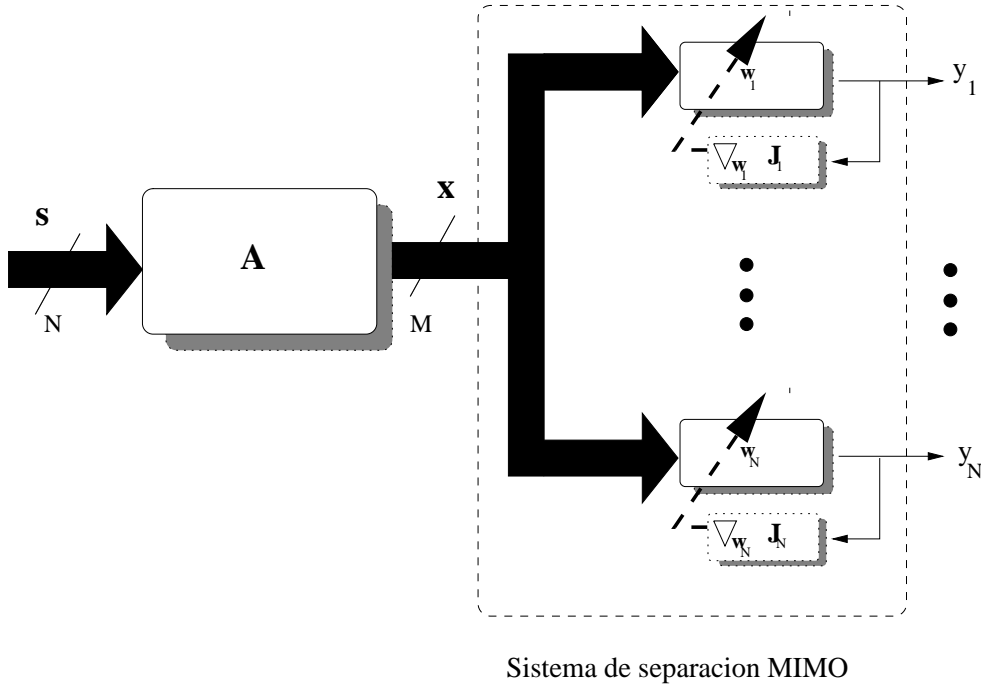 s
N
A
x
M
w1
y1
▽w1 J1
wN
yN
▽wN JN
Sistema de separacion MIMO